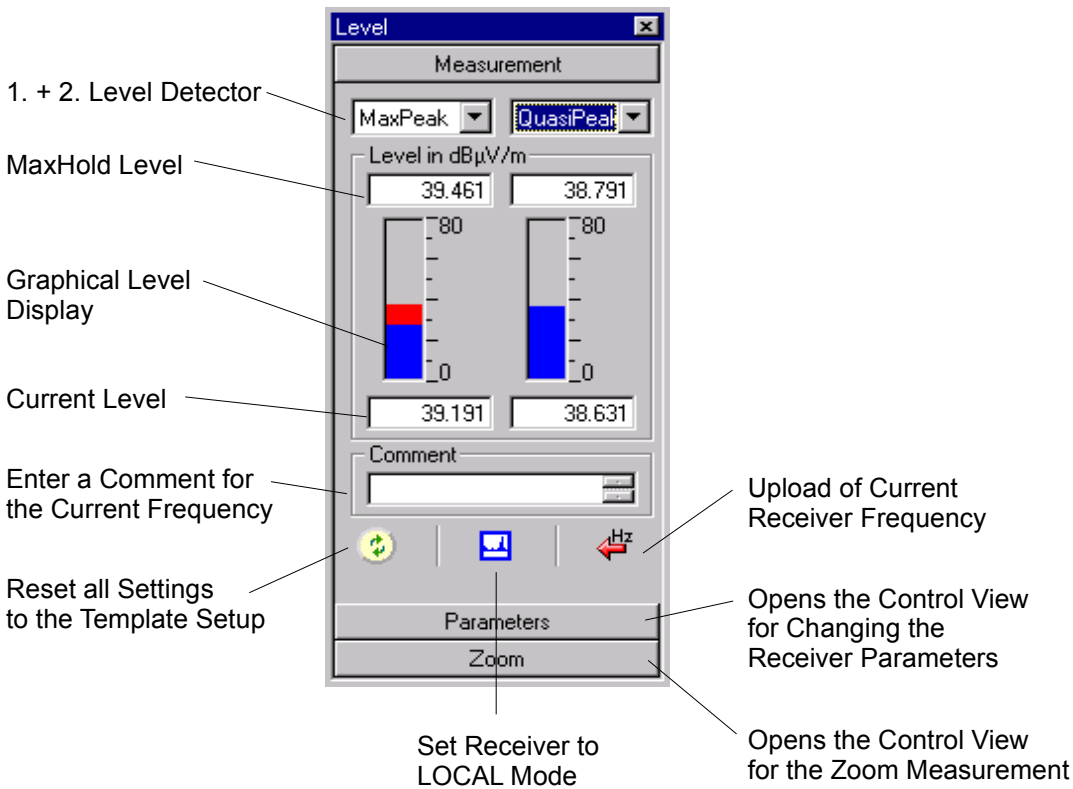 Level
Measurement
1. + 2. Level Detector
MaxPeak
QuasiPeak
MaxHold Level
Level in dBµV/m
39.461
38.791
80
80
Graphical Level
Display
0
0
Current Level
39.191
38.631
Comment
Enter a Comment for
the Current Frequency
Upload of Current
Receiver Frequency
Hz
Reset all Settings
to the Template Setup
Parameters
Opens the Control View
for Changing the
Receiver Parameters
Zoom
Set Receiver to
LOCAL Mode
Opens the Control View
for the Zoom Measurement